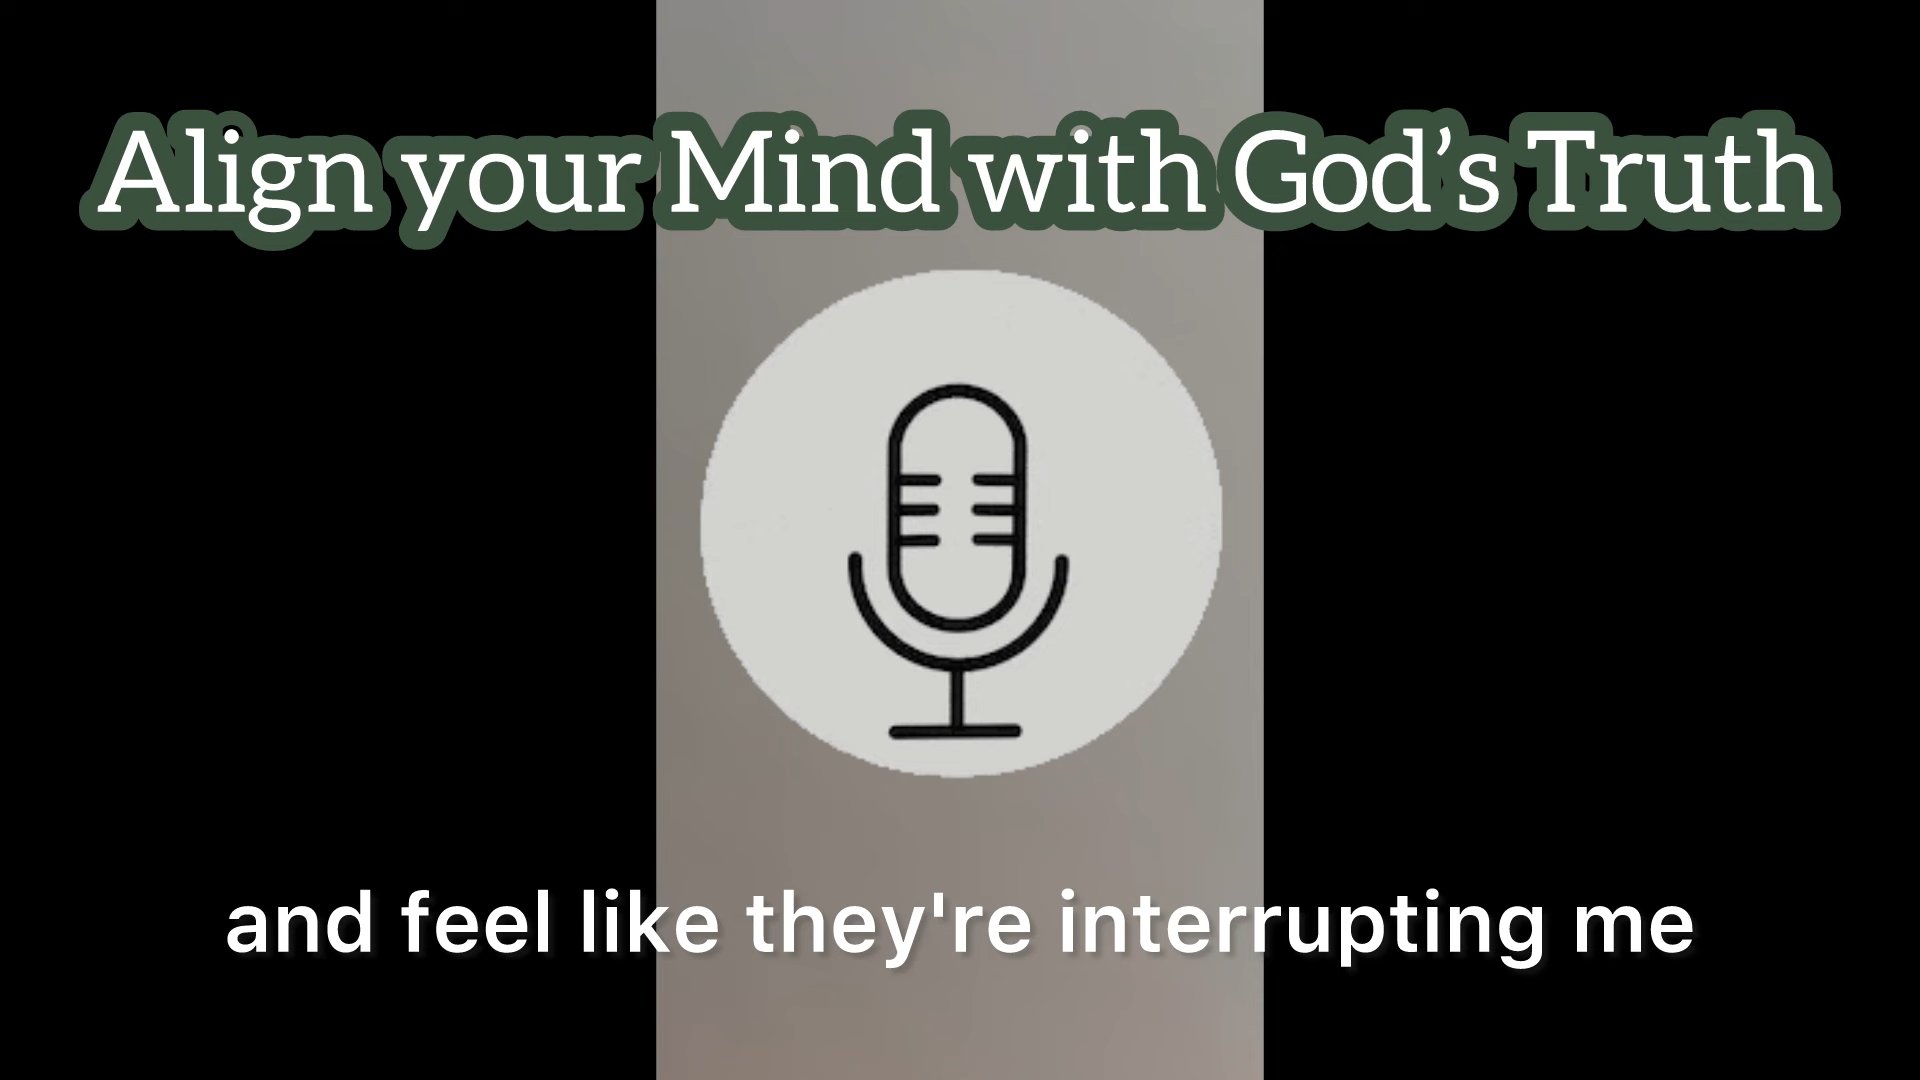 Align your Mind with God’s Truth
and feel like they're interrupting me